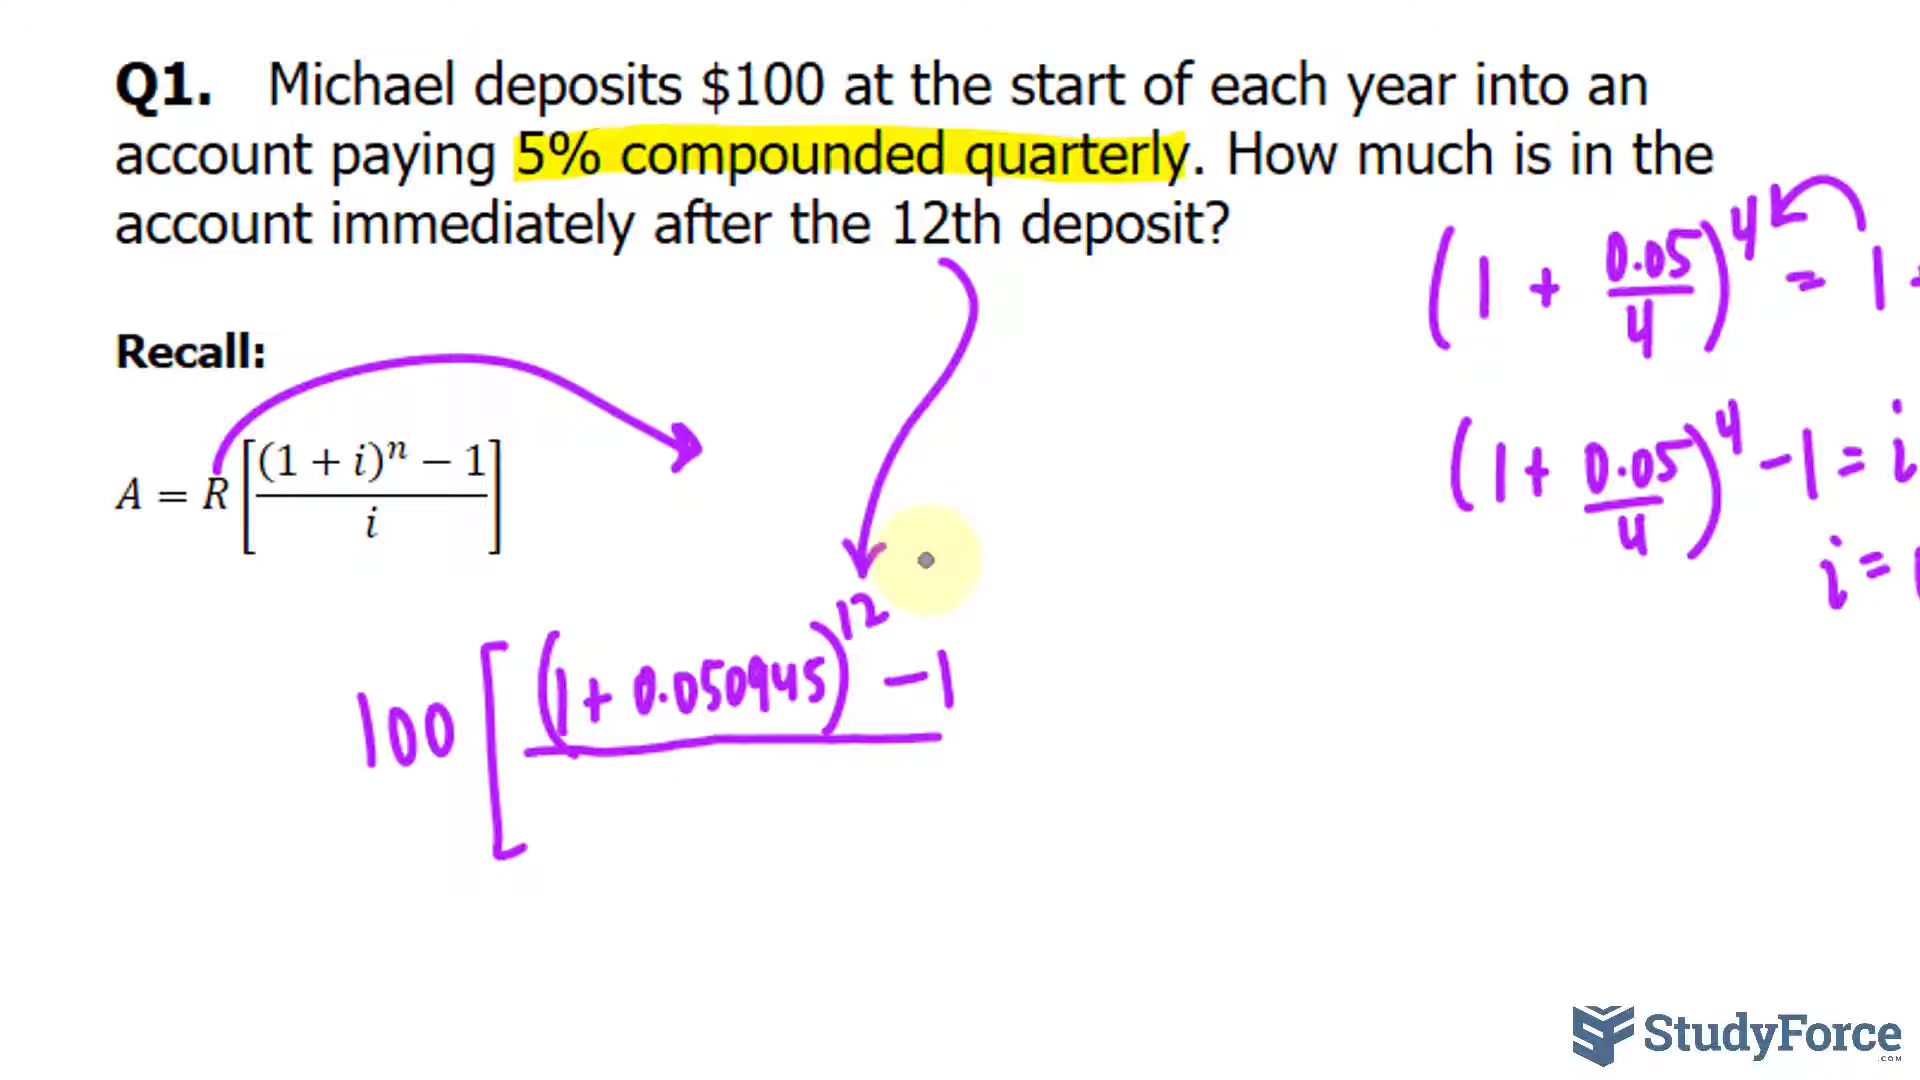 Q1. Michael deposits $100 at the start of each year into an
account paying 5% compounded quarterly. How much is in the
account immediately after the 12th deposit?
(1 + 0.05/4)^4 = 1
Recall:
A = R [((1 + i)^n − 1)/i]
(1 + 0.05/4)^4 - 1 = i
i =
100 [(1 + 0.050945)^12 - 1
StudyForce
.COM